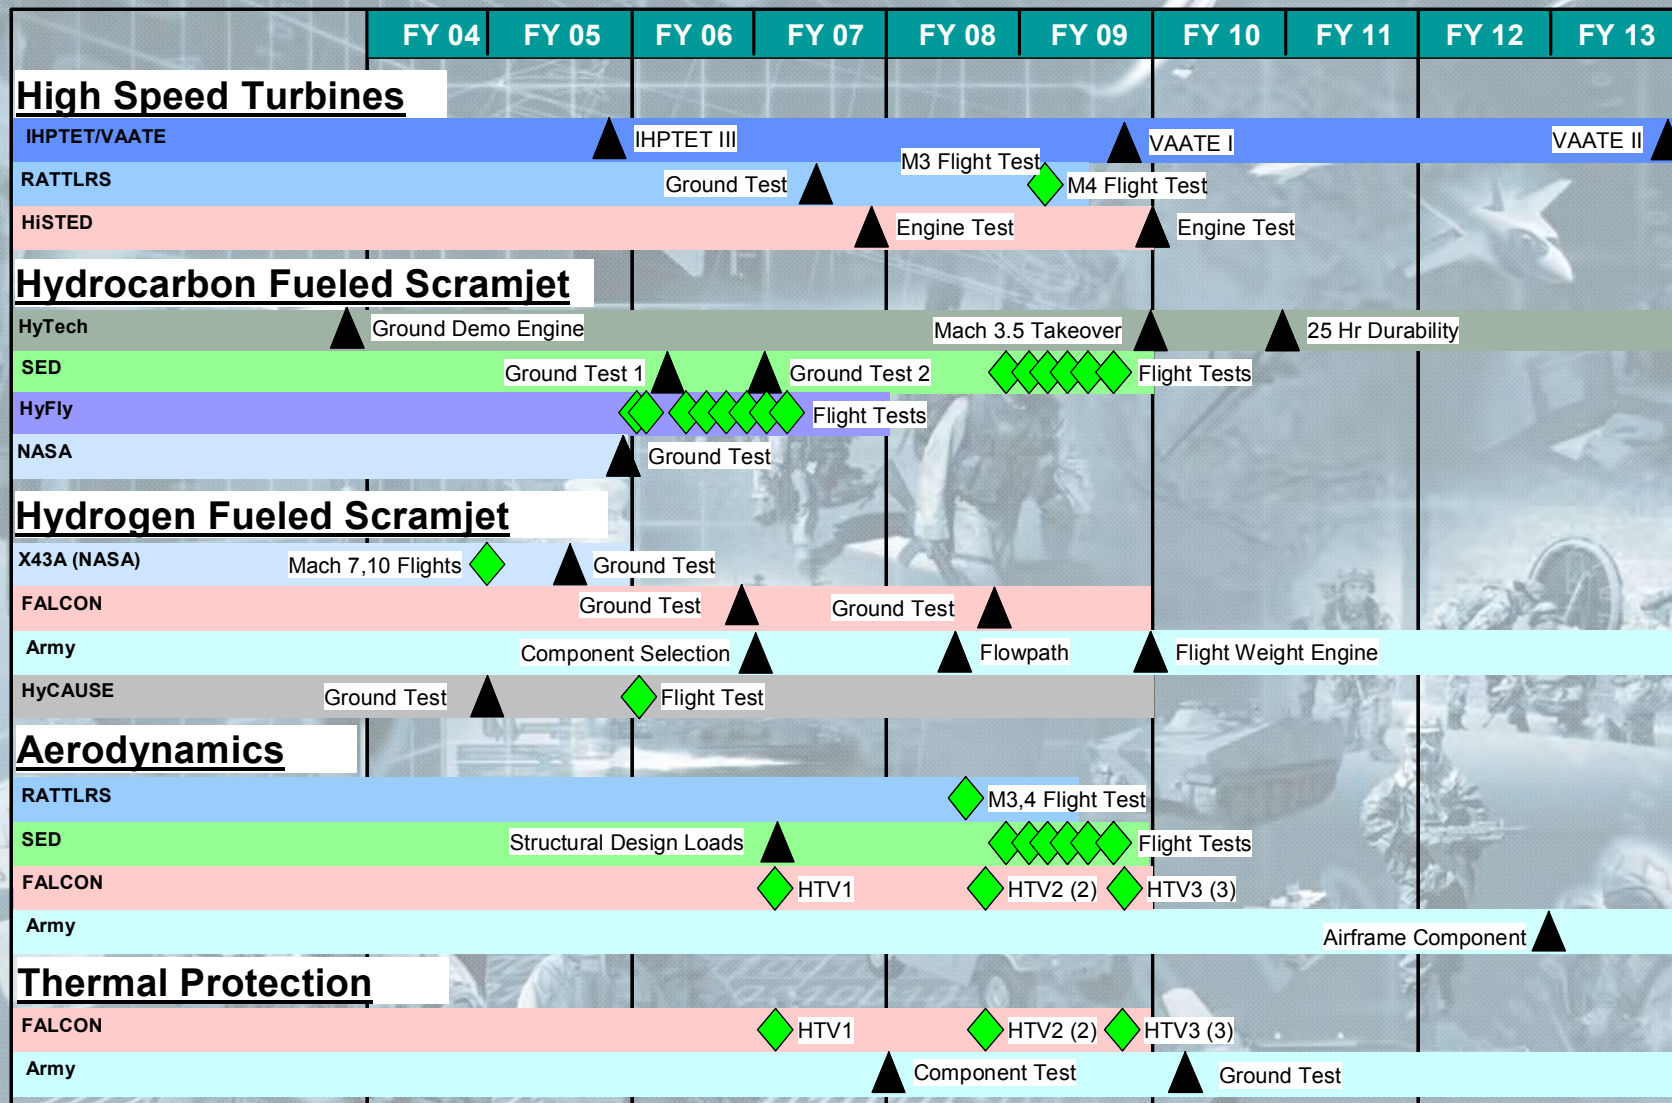 FY 04 FY 05 FY 06 FY 07 FY 08 FY 09 FY 10 FY 11 FY 12 FY 13
High Speed Turbines
IHPTET/VAATE IHPTET III VAATE I VAATE II
M3 Flight Test
RATTLRS Ground Test M4 Flight Test
HiSTED Engine Test Engine Test
Hydrocarbon Fueled Scramjet
HyTech Ground Demo Engine Mach 3.5 Takeover 25 Hr Durability
SED Ground Test 1 Ground Test 2 Flight Tests
HyFly Flight Tests
NASA Ground Test
Hydrogen Fueled Scramjet
X43A (NASA) Mach 7,10 Flights Ground Test
FALCON Ground Test Ground Test
Army Component Selection Flowpath Flight Weight Engine
HyCAUSE Ground Test Flight Test
Aerodynamics
RATTLRS M3,4 Flight Test
SED Structural Design Loads Flight Tests
FALCON HTV1 HTV2 (2) HTV3 (3)
Army Airframe Component
Thermal Protection
FALCON HTV1 HTV2 (2) HTV3 (3)
Army Component Test Ground Test